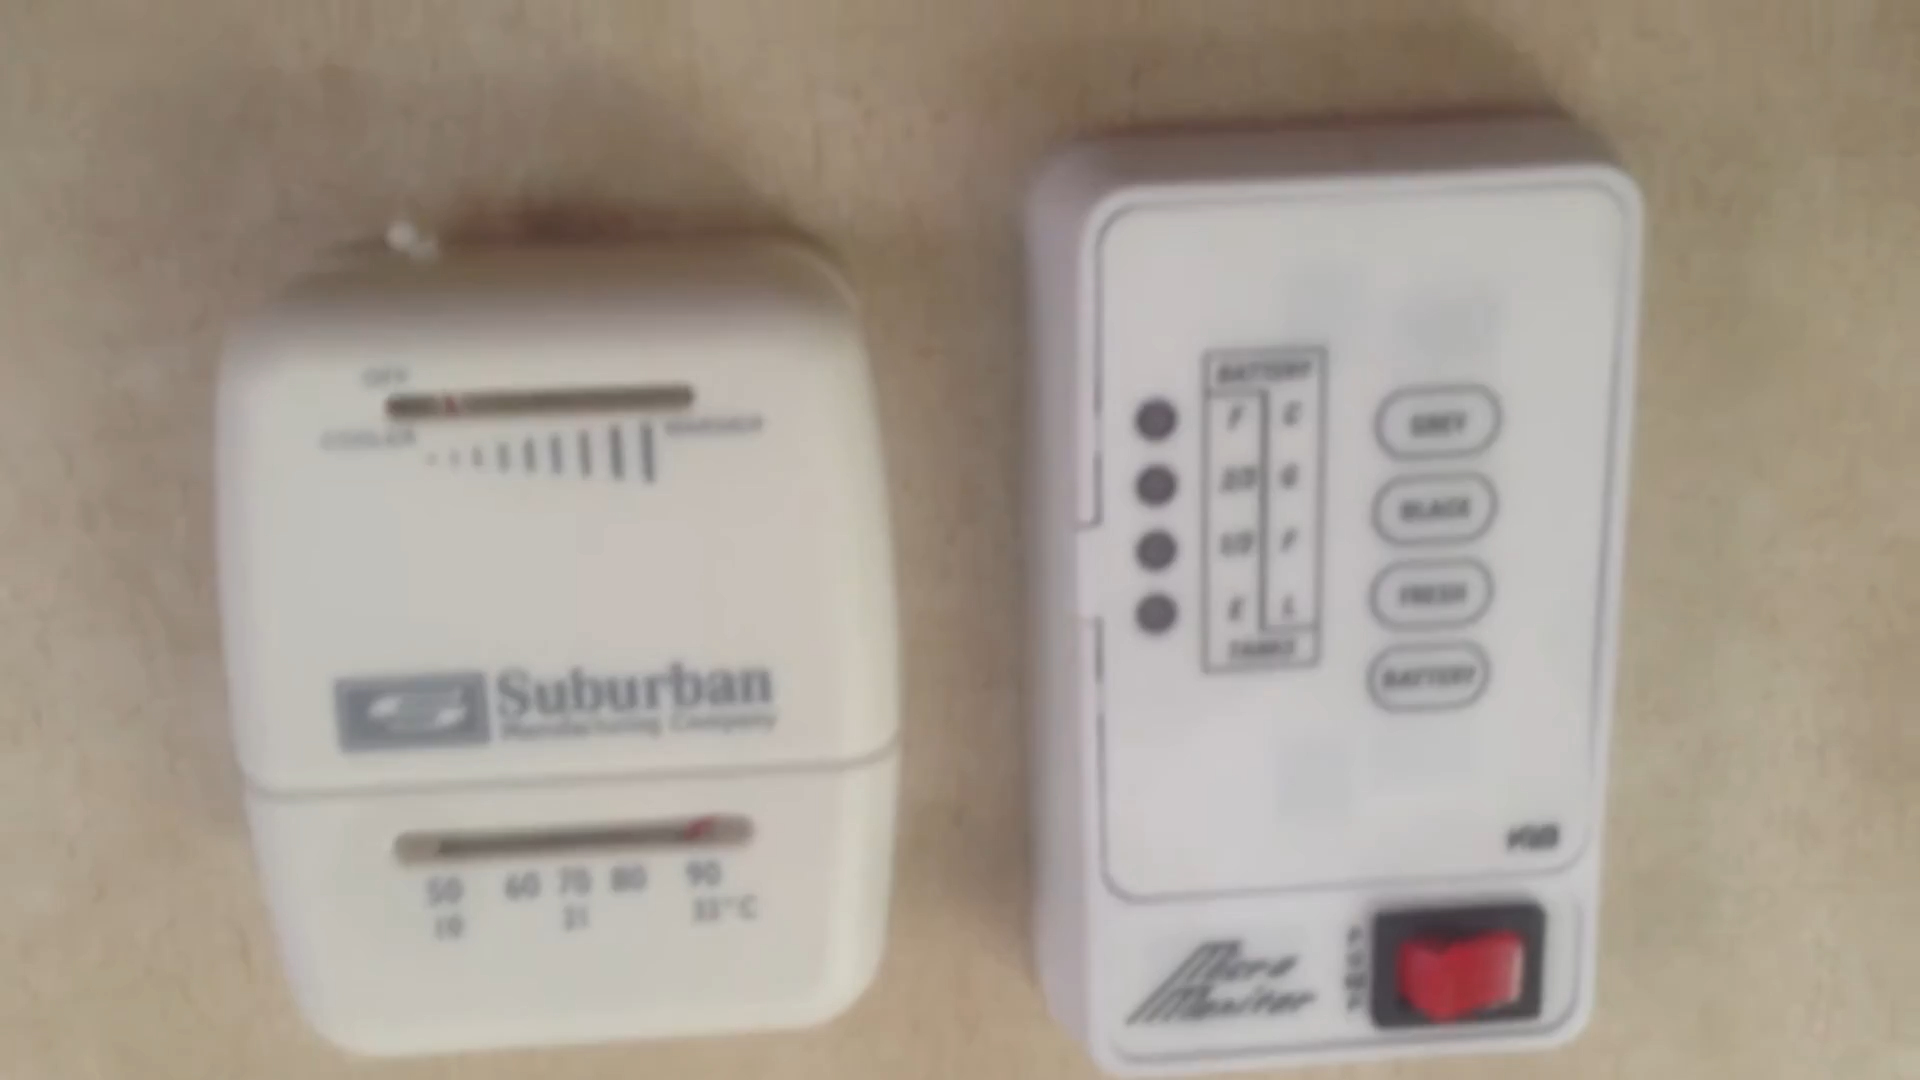 OFF
COOLER WARMER
Suburban
Manufacturing Company
50 60 70 80 90
10 21 33°C
BATTERY
F C
2/3 G
1/3 F
E L
TANKS
GREY
BLACK
FRESH
BATTERY
Micro
Monitor